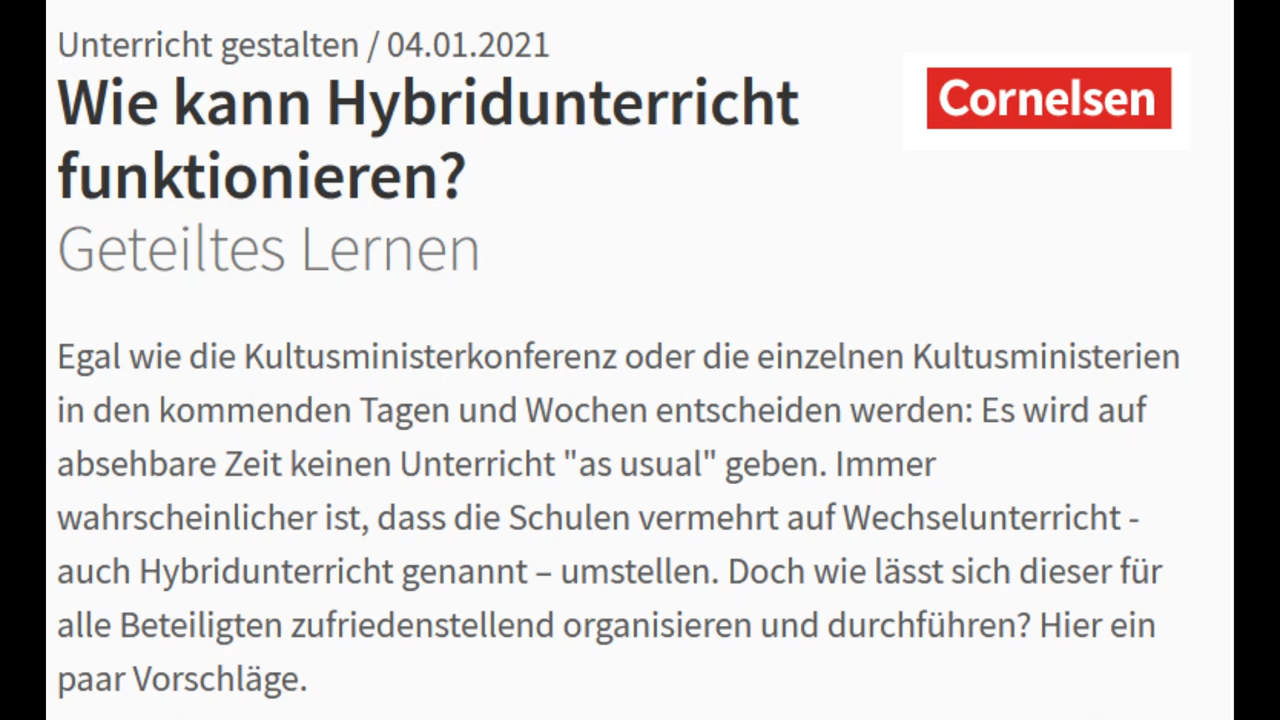 Unterricht gestalten / 04.01.2021
Wie kann Hybridunterricht
funktionieren?
Cornelsen
Geteiltes Lernen
Egal wie die Kultusministerkonferenz oder die einzelnen Kultusministerien
in den kommenden Tagen und Wochen entscheiden werden: Es wird auf
absehbare Zeit keinen Unterricht "as usual" geben. Immer
wahrscheinlicher ist, dass die Schulen vermehrt auf Wechselunterricht -
auch Hybridunterricht genannt – umstellen. Doch wie lässt sich dieser für
alle Beteiligten zufriedenstellend organisieren und durchführen? Hier ein
paar Vorschläge.